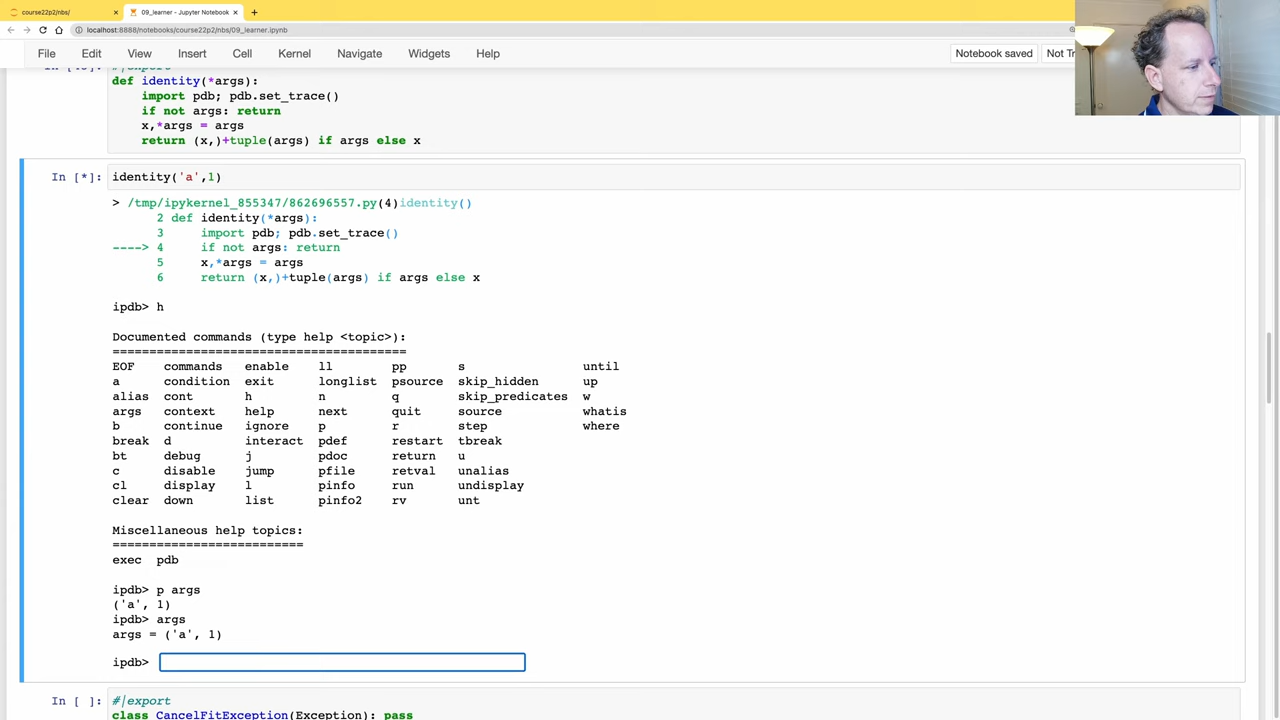 course22p2/nbs/
09_learner - Jupyter Notebook
localhost:8888/notebooks/course22p2/nbs/09_learner.ipynb
File Edit View Insert Cell Kernel Navigate Widgets Help
Notebook saved Not Tr
#|export
def identity(*args):
import pdb; pdb.set_trace()
if not args: return
x,*args = args
return (x,)+tuple(args) if args else x
In [*]: identity('a',1)
> /tmp/ipykernel_855347/862696557.py(4)identity()
2 def identity(*args):
3 import pdb; pdb.set_trace()
----> 4 if not args: return
5 x,*args = args
6 return (x,)+tuple(args) if args else x
ipdb> h
Documented commands (type help <topic>):
========================================
EOF commands enable ll pp s until
a condition exit longlist psource skip_hidden up
alias cont h n q skip_predicates w
args context help next quit source whatis
b continue ignore p r step where
break d interact pdef restart tbreak
bt debug j pdoc return u
c disable jump pfile retval unalias
cl display l pinfo run undisplay
clear down list pinfo2 rv unt
Miscellaneous help topics:
==========================
exec pdb
ipdb> p args
('a', 1)
ipdb> args
args = ('a', 1)
ipdb>
In [ ]: #|export
class CancelFitException(Exception): pass